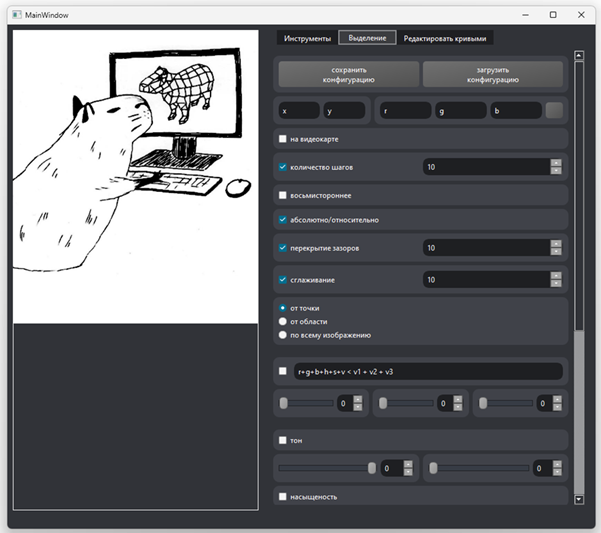 MainWindow
Инструменты Выделение Редактировать кривыми
сохранить конфигурацию загрузить конфигурацию
x y r g b
на видеокарте
количество шагов 10
восьмистороннее
абсолютно/относительно
перекрытие зазоров 10
сглаживание 10
от точки
от области
по всему изображению
r+g+b+h+s+v < v1 + v2 + v3
0 0 0
тон
0 0
насыщеность